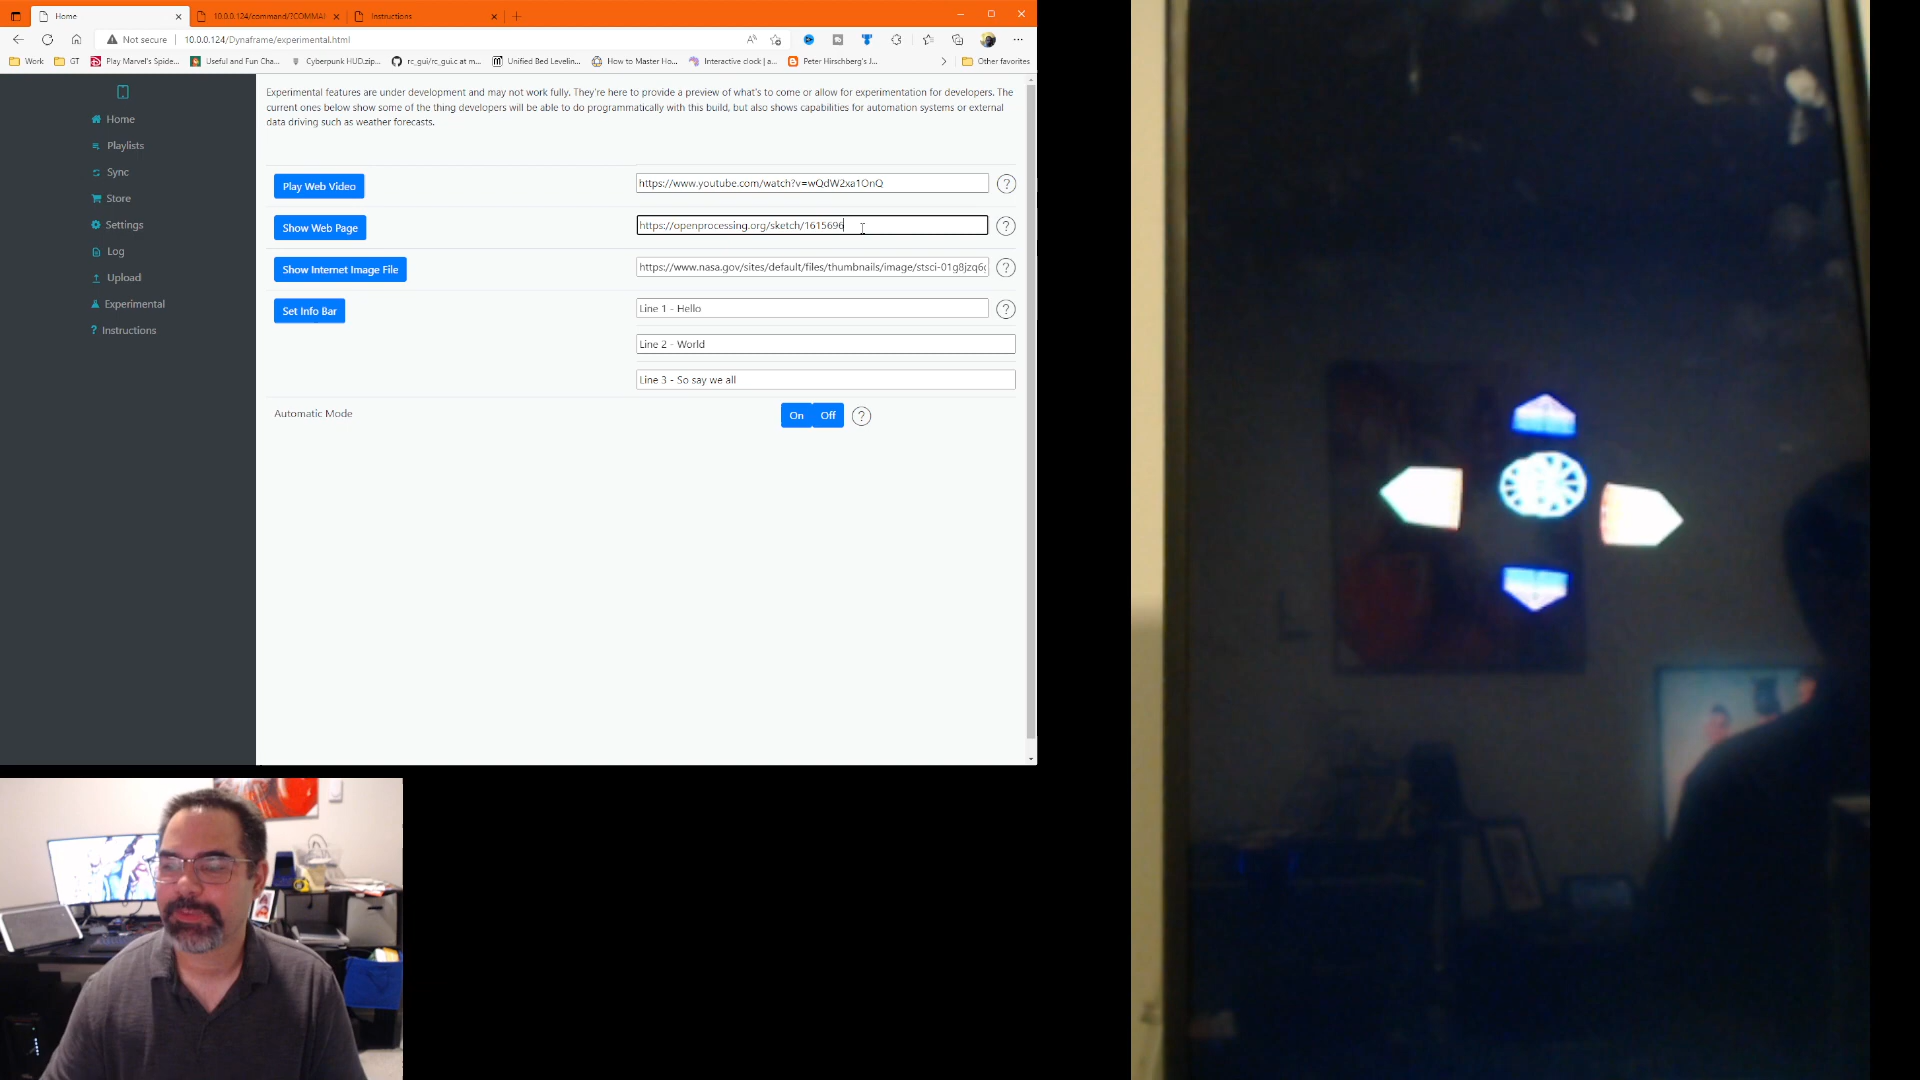 Home
10.0.0.124/command/?COMMA
Instructions
Not secure
10.0.0.124/Dynaframe/experimental.html
Work
GT
Play Marvel's Spide...
Useful and Fun Cha...
Cyberpunk HUD.zip...
rc_gui/rc_gui.c at m...
Unified Bed Levelin...
How to Master Ho...
Interactive clock | a...
Peter Hirschberg's J...
Other favorites
Home
Playlists
Sync
Store
Settings
Log
Upload
Experimental
Instructions
Experimental features are under development and may not work fully. They're here to provide a preview of what's to come or allow for experimentation for developers. The
current ones below show some of the thing developers will be able to do programmatically with this build, but also shows capabilities for automation systems or external
data driving such as weather forecasts.
Play Web Video
https://www.youtube.com/watch?v=wQdW2xa1OnQ
?
Show Web Page
https://openprocessing.org/sketch/1615696
?
Show Internet Image File
https://www.nasa.gov/sites/default/files/thumbnails/image/stsci-01g8jzq6
?
Set Info Bar
Line 1 - Hello
?
Line 2 - World
Line 3 - So say we all
Automatic Mode
On
Off
?